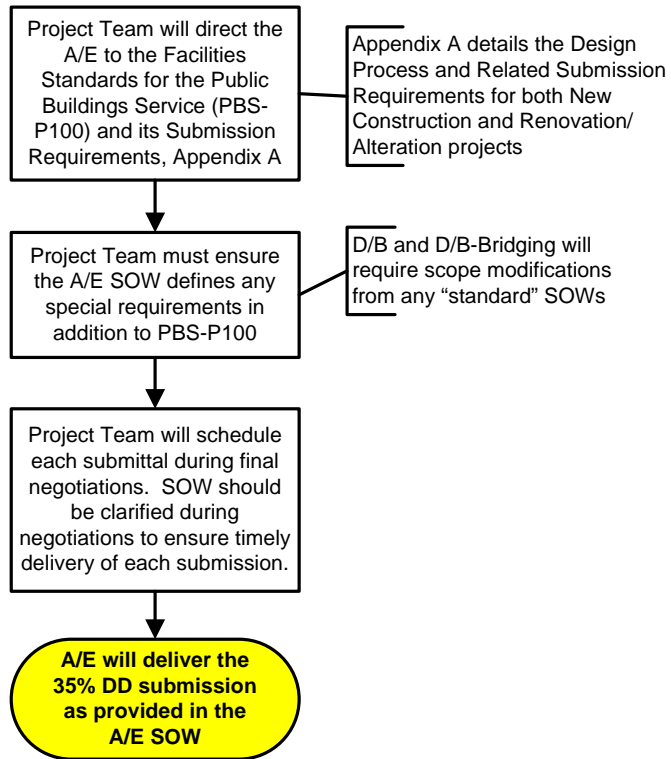 Project Team will direct the
A/E to the Facilities
Standards for the Public
Buildings Service (PBS-
P100) and its Submission
Requirements, Appendix A
Appendix A details the Design
Process and Related Submission
Requirements for both New
Construction and Renovation/
Alteration projects
Project Team must ensure
the A/E SOW defines any
special requirements in
addition to PBS-P100
D/B and D/B-Bridging will
require scope modifications
from any “standard” SOWs
Project Team will schedule
each submittal during final
negotiations.  SOW should
be clarified during
negotiations to ensure timely
delivery of each submission.
A/E will deliver the
35% DD submission
as provided in the
A/E SOW